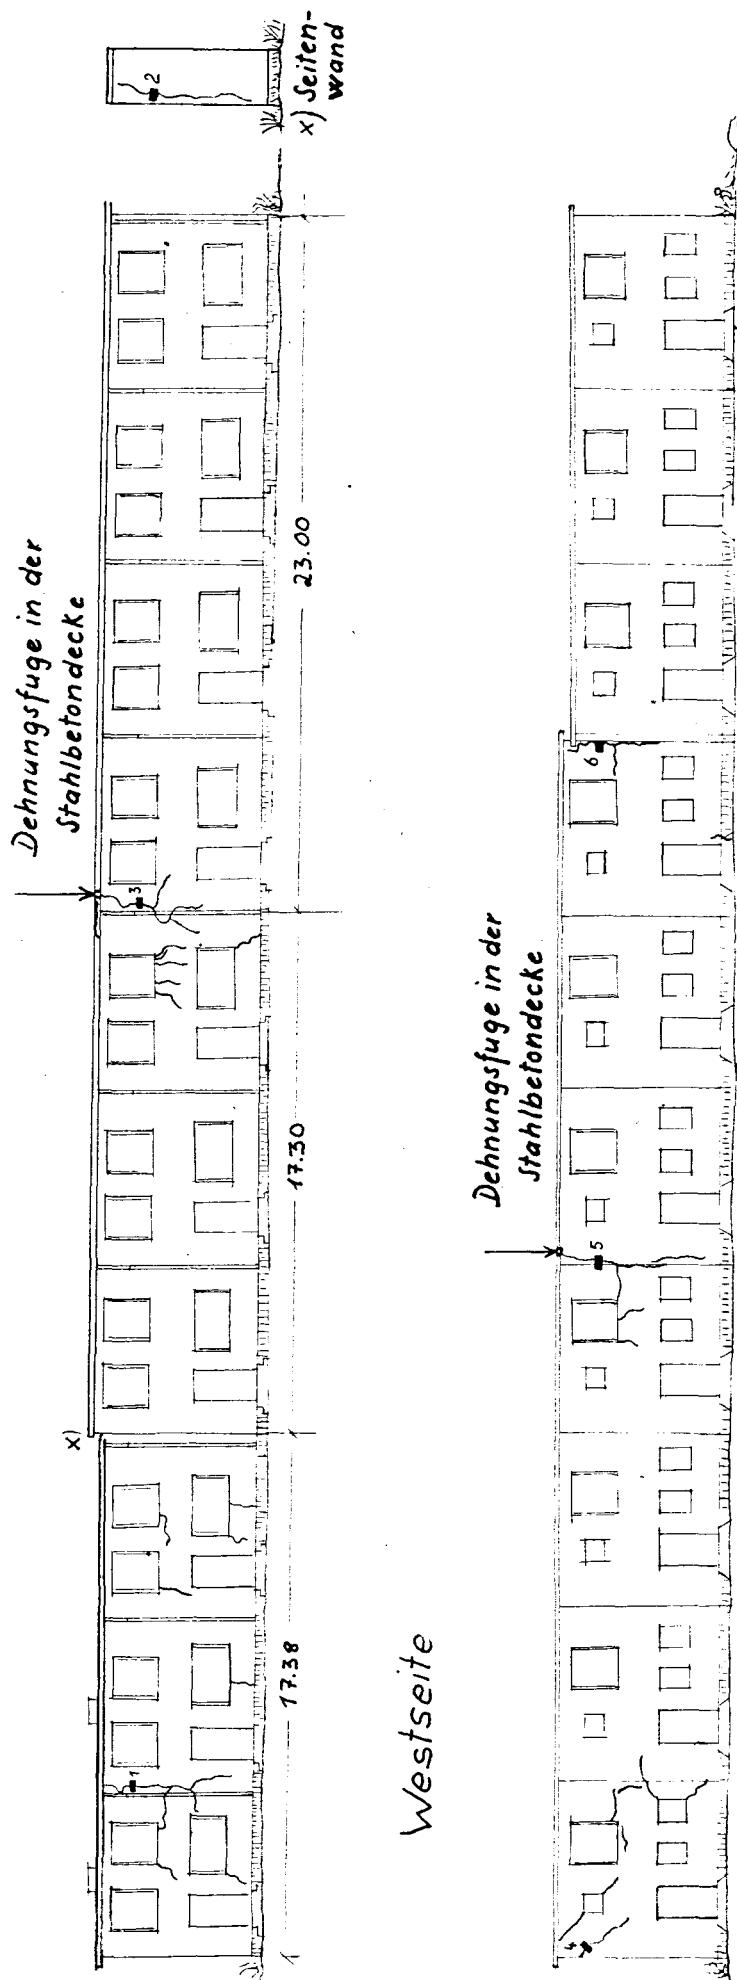 x) Seiten-
wand
2
Dehnungsfuge in der
Stahlbetondecke
1
3
x)
17.38
17.30
23.00
Westseite
Dehnungsfuge in der
Stahlbetondecke
4
5
6